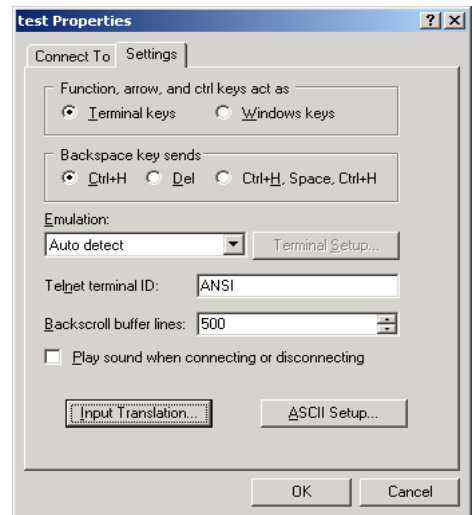 test Properties
Connect To Settings
Function, arrow, and ctrl keys act as
Terminal keys Windows keys
Backspace key sends
Ctrl+H Del Ctrl+H, Space, Ctrl+H
Emulation:
Auto detect Terminal Setup...
Telnet terminal ID: ANSI
Backscroll buffer lines: 500
Play sound when connecting or disconnecting
Input Translation... ASCII Setup...
OK Cancel